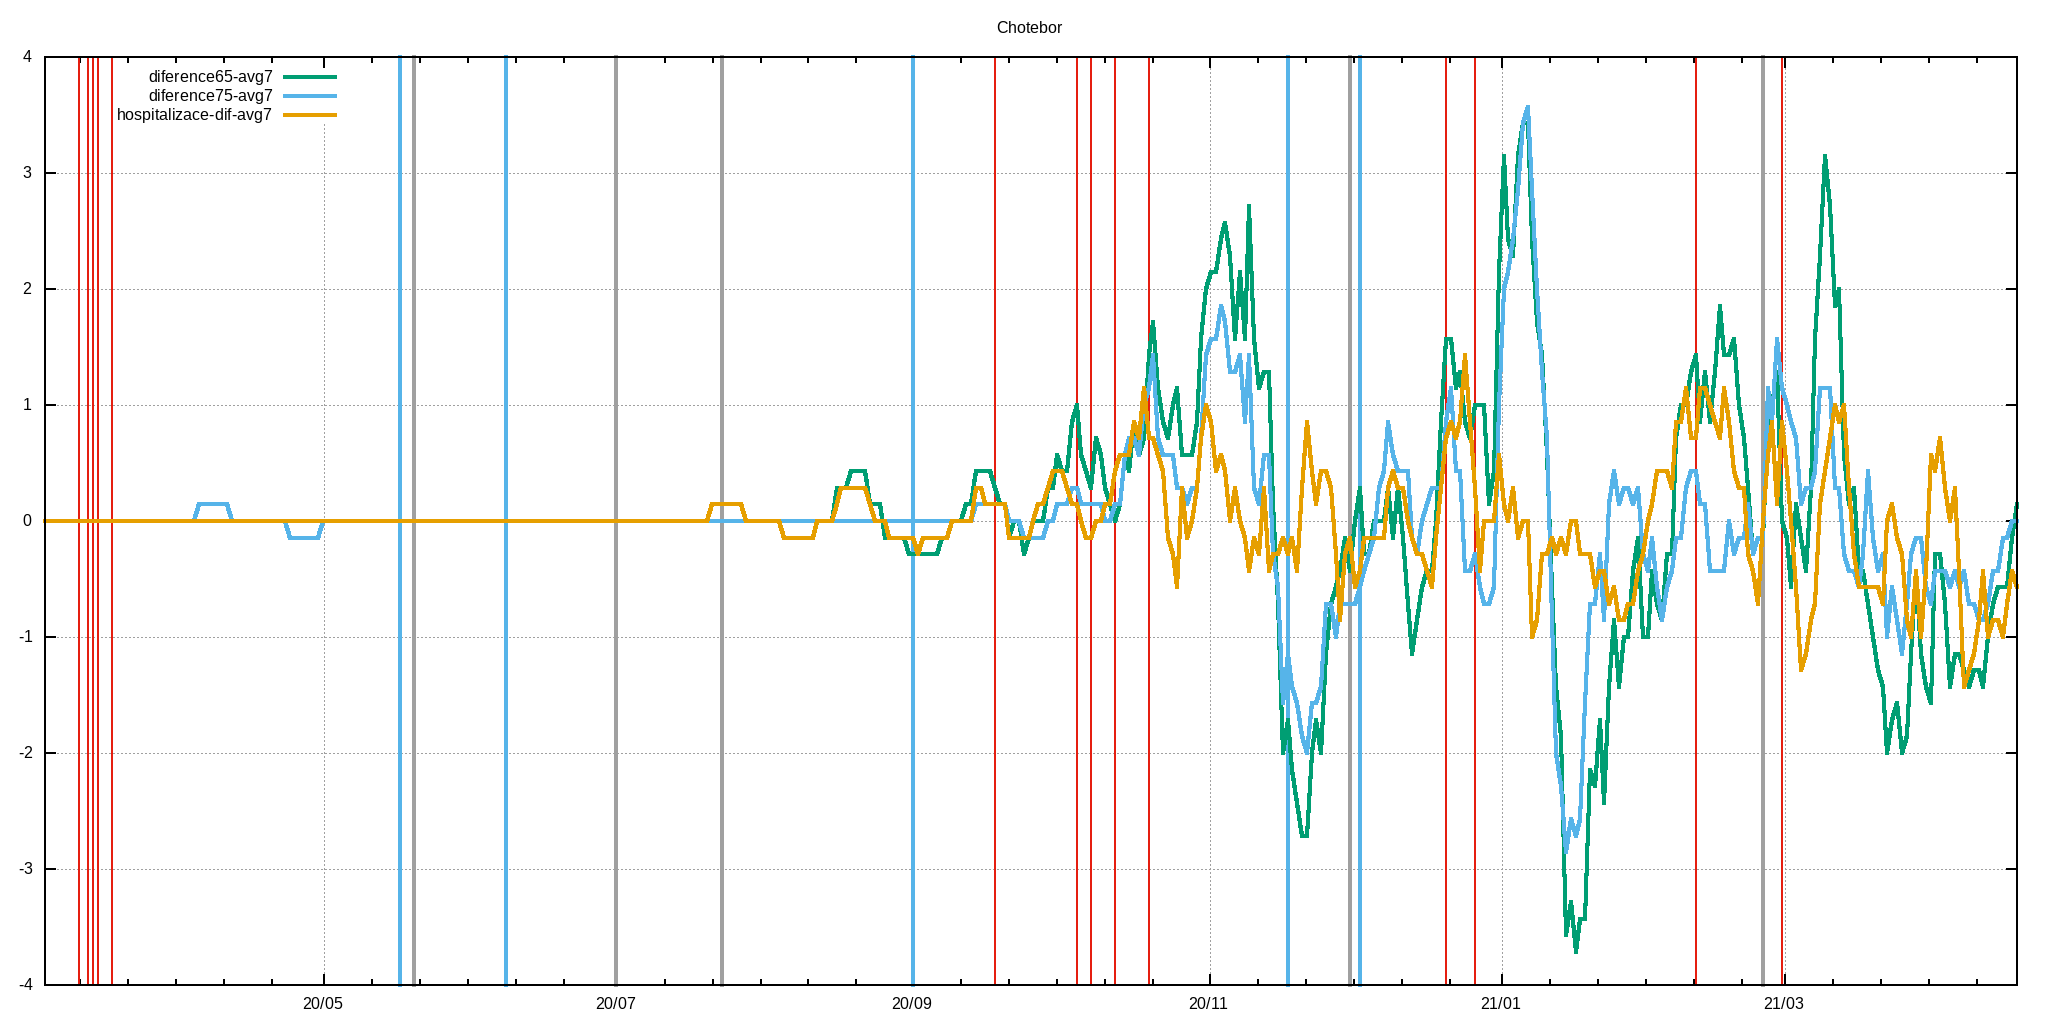 Chotebor
4
diference65-avg7
diference75-avg7
hospitalizace-dif-avg7
3
2
1
0
-1
-2
-3
-4
20/05 20/07 20/09 20/11 21/01 21/03